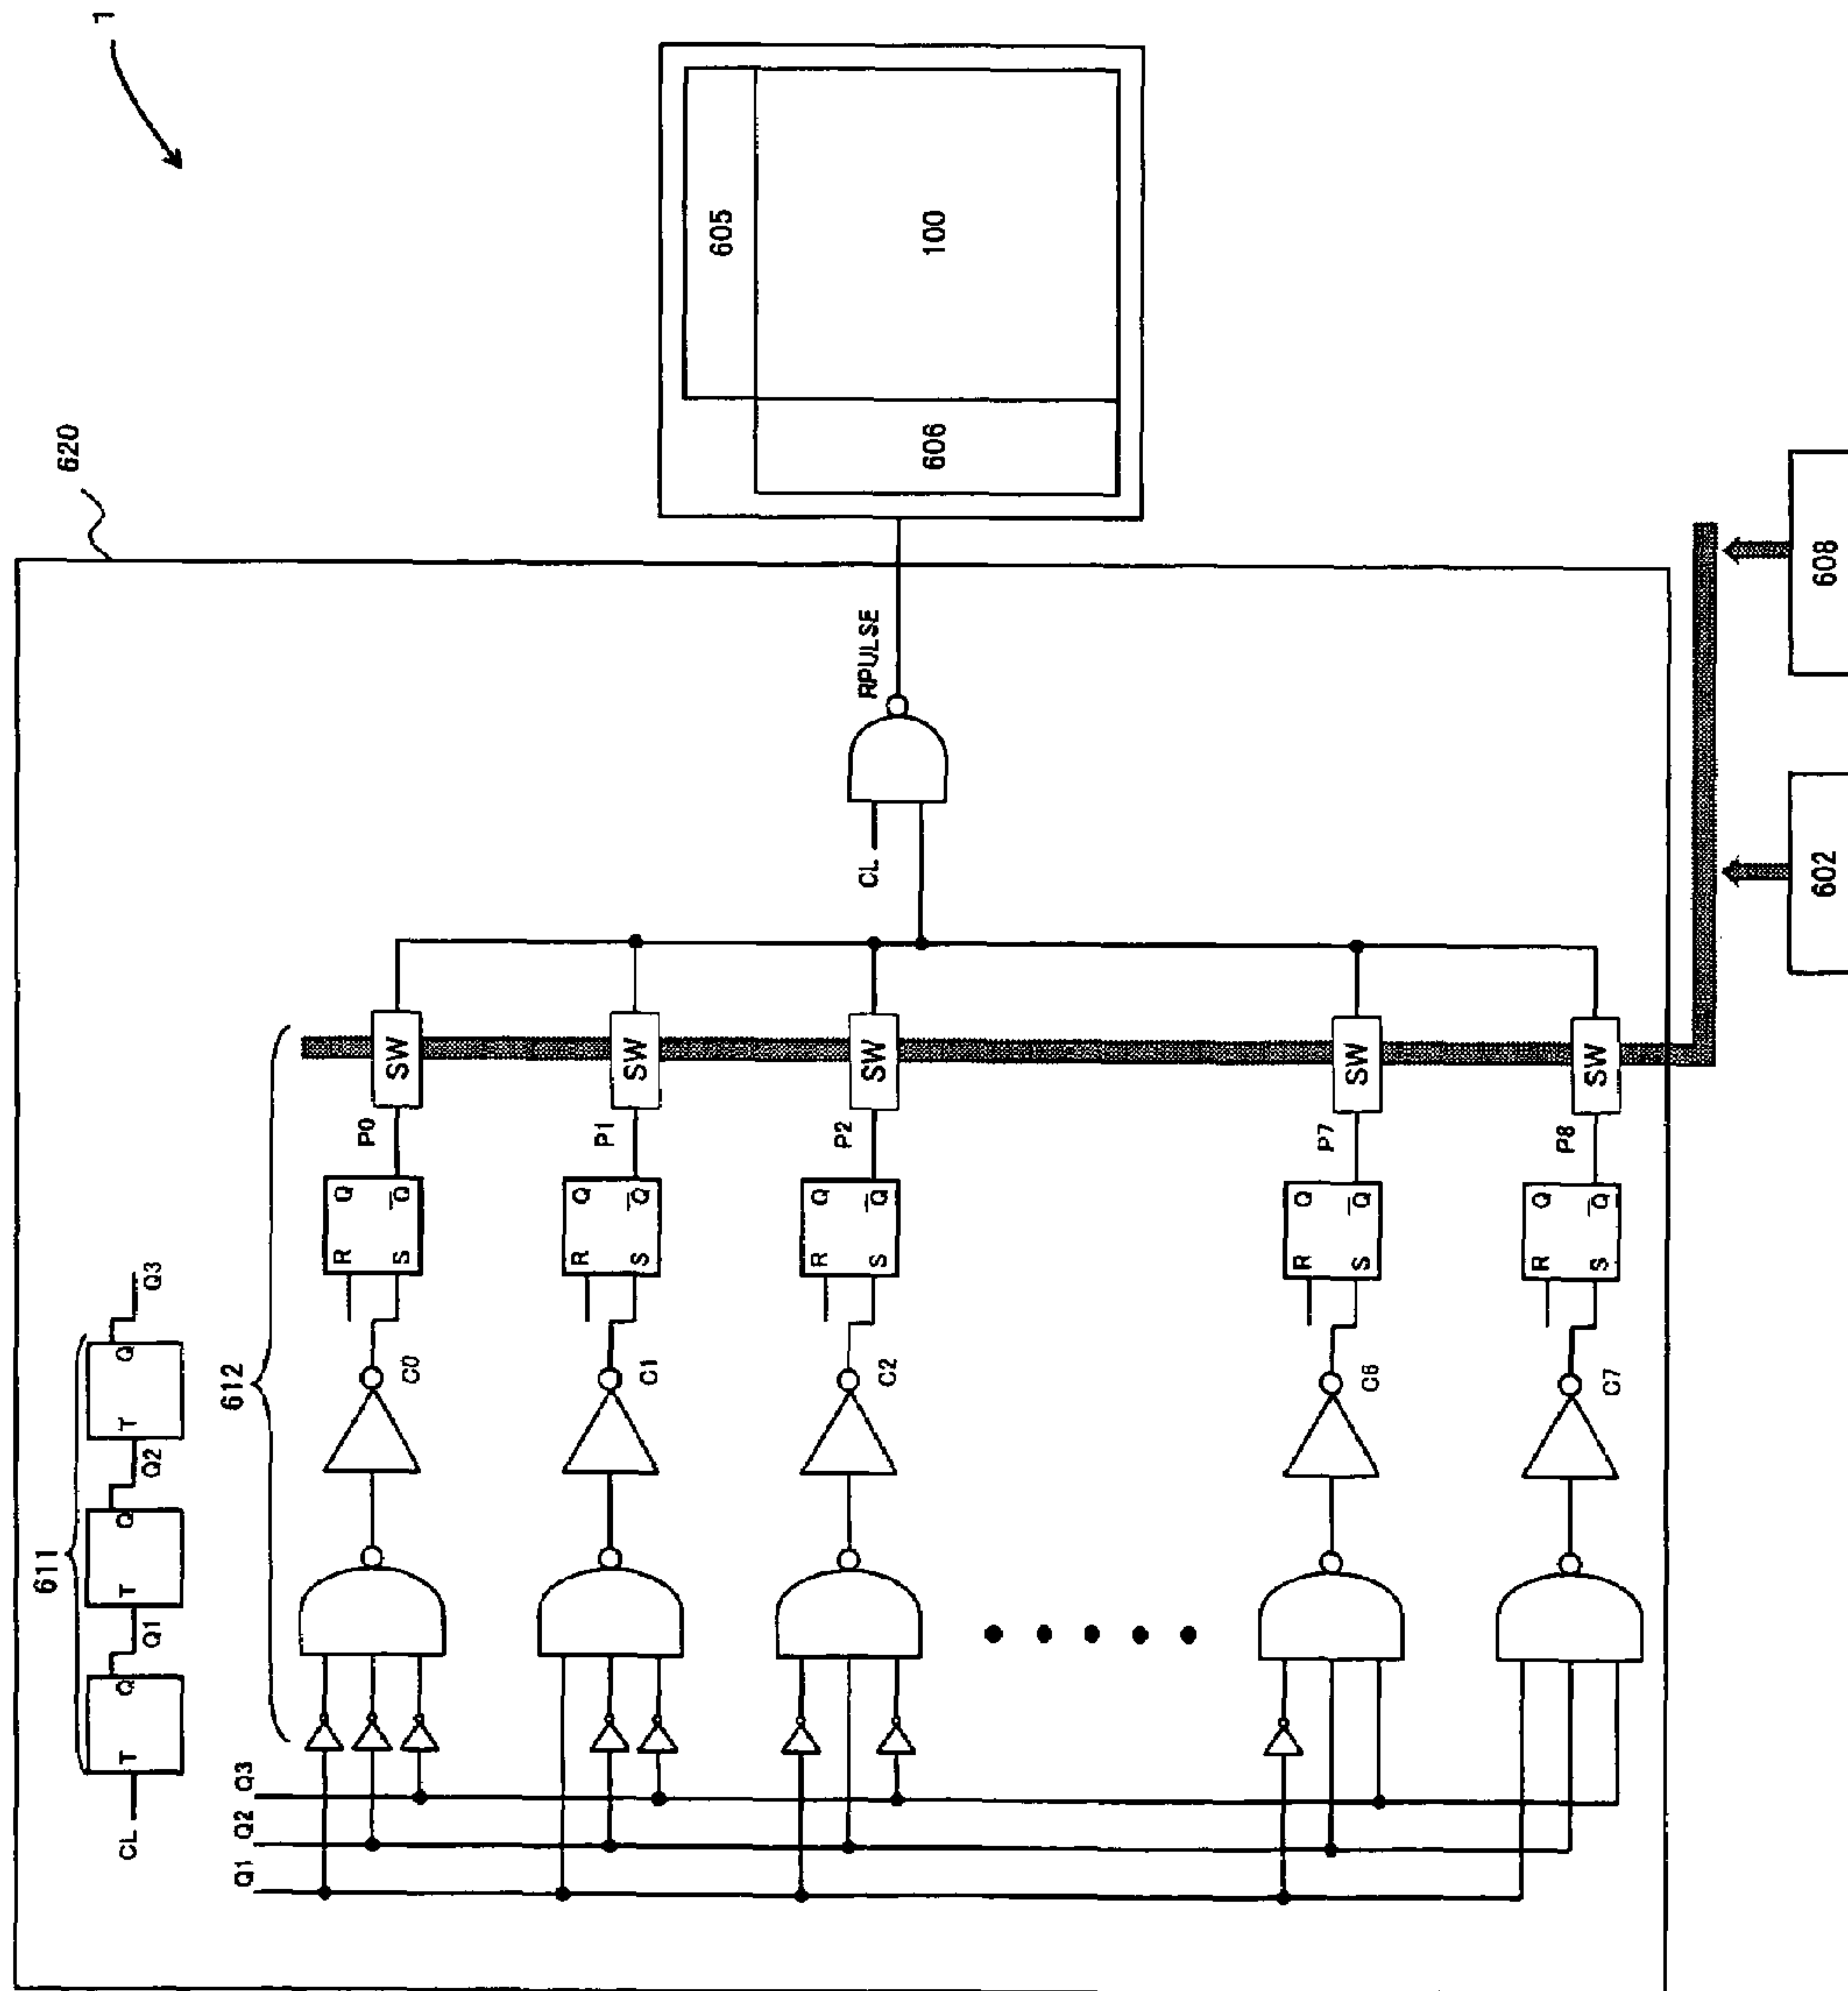 1
620
611
CL
T Q
Q1
T Q
Q2
T Q
Q3
612
Q1 Q2 Q3
C0
R Q
S Q
P0
SW
C1
R Q
S Q
P1
SW
C2
R Q
S Q
P2
SW
C6
R Q
S Q
P7
SW
C7
R Q
S Q
P8
SW
CL
RPULSE
605
606
100
602
608